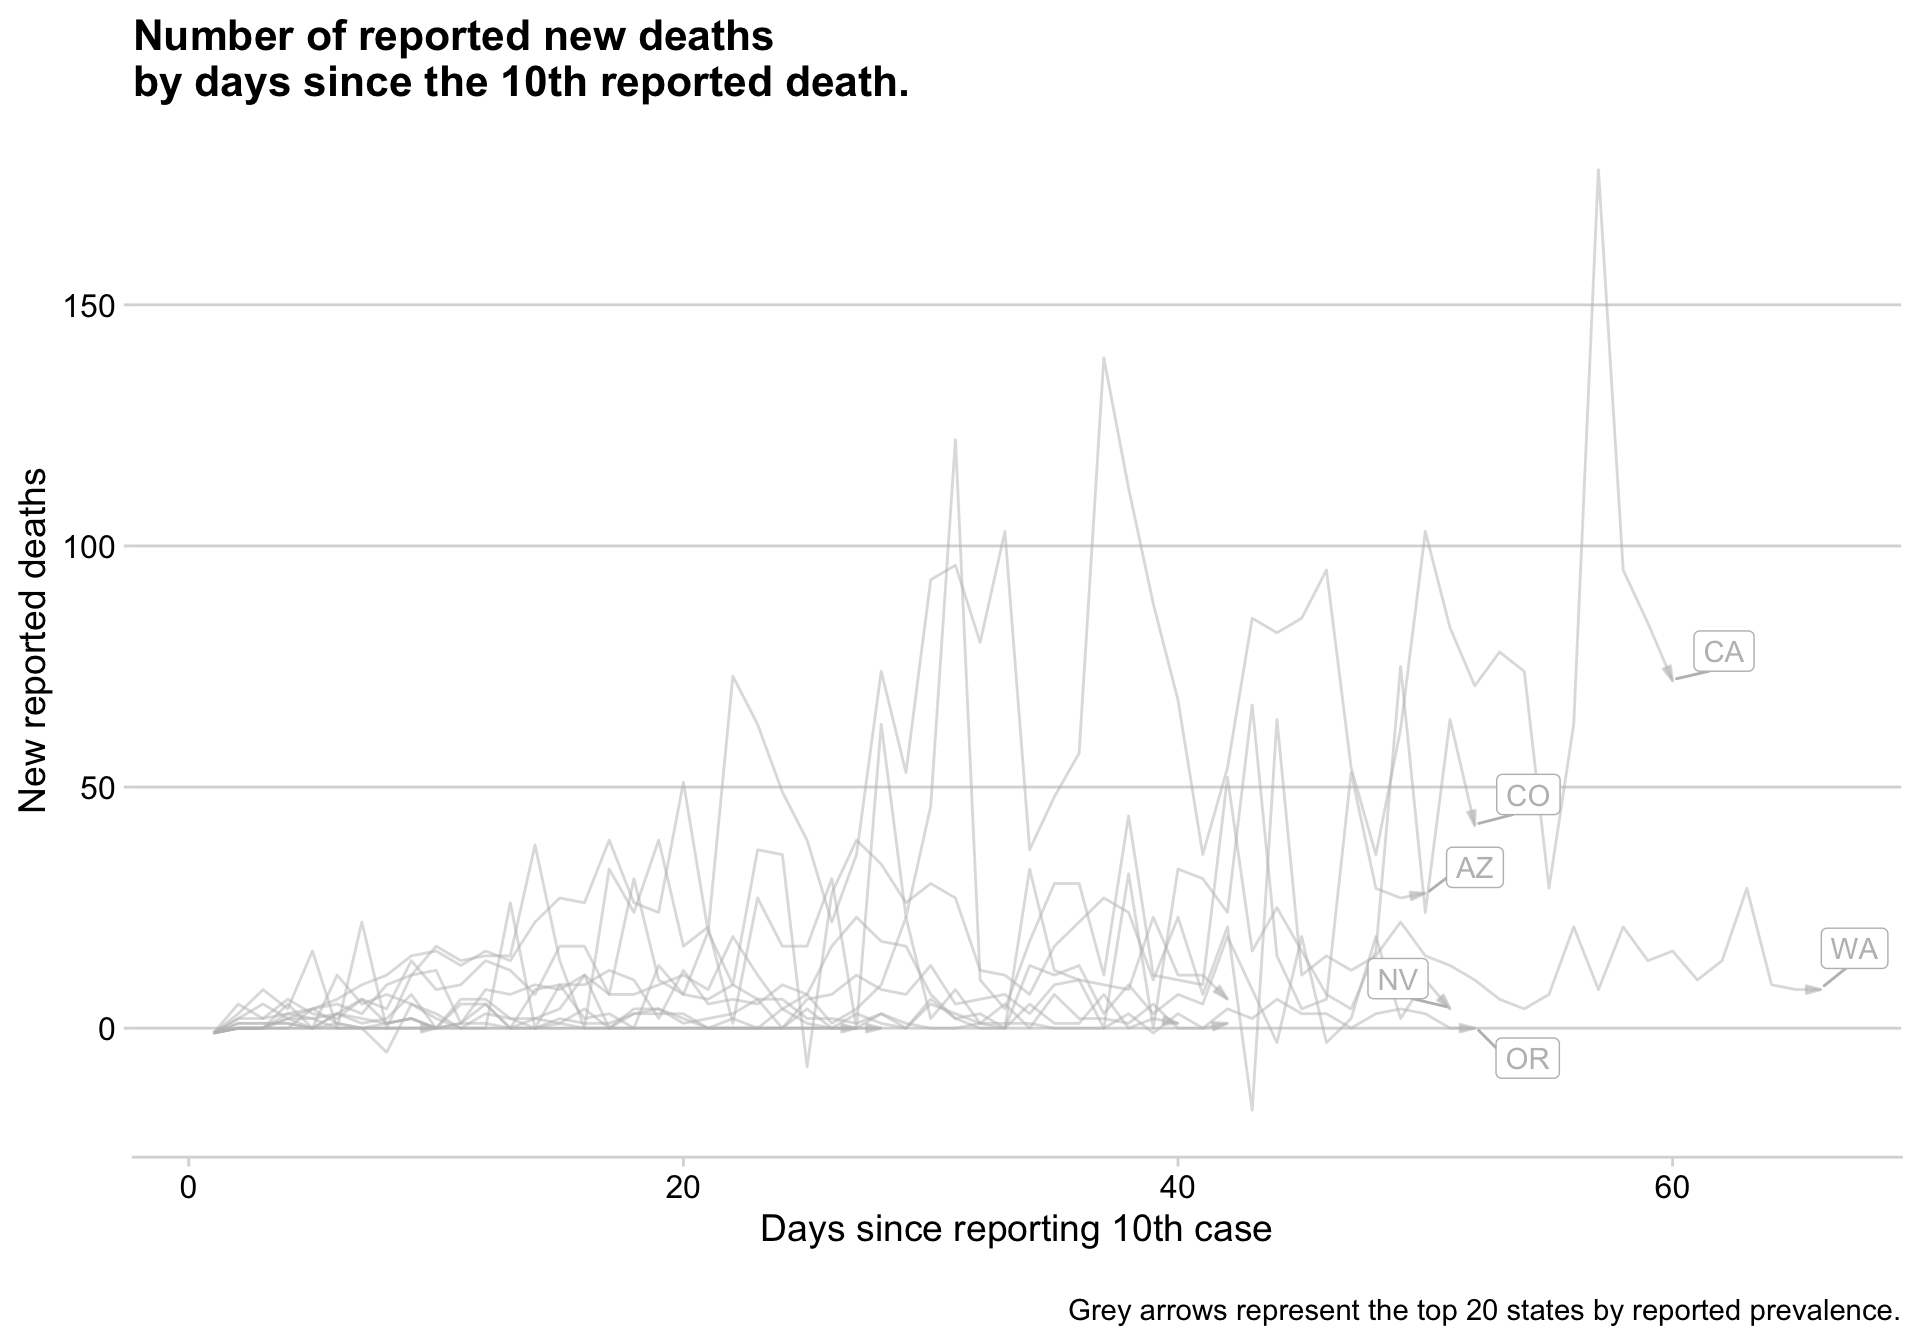 Number of reported new deaths
by days since the 10th reported death.
New reported deaths
150
100
50
0
CA
CO
AZ
WA
NV
OR
0 20 40 60
Days since reporting 10th case
Grey arrows represent the top 20 states by reported prevalence.